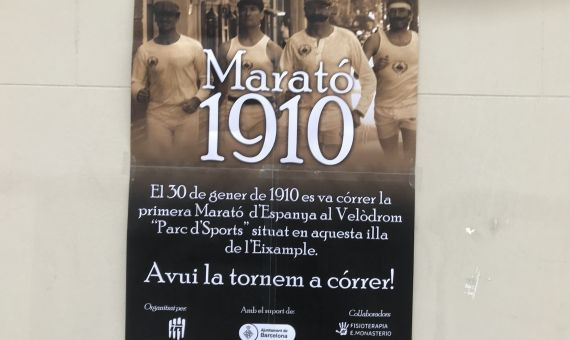 Marató
1910
El 30 de gener de 1910 es va córrer la
primera Marató d'Espanya al Velòdrom
"Parc d'Sports" situat en aquesta illa
de l'Eixample.
Avui la tornem a córrer!
Organitzat per:
Amb el suport de:
Col·laboradors
Ajuntament de
Barcelona
FISIOTERAPIA
E. MONASTERIO